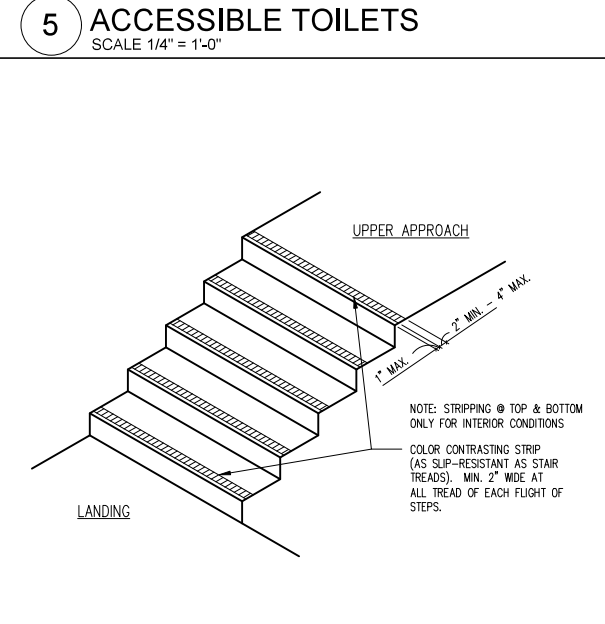 5 ACCESSIBLE TOILETS
SCALE 1/4" = 1'-0"
UPPER APPROACH
1" MAX.
2" MIN. - 4" MAX.
NOTE: STRIPPING @ TOP & BOTTOM
ONLY FOR INTERIOR CONDITIONS
COLOR CONTRASTING STRIP
(AS SLIP-RESISTANT AS STAIR
TREADS). MIN. 2" WIDE AT
ALL TREAD OF EACH FLIGHT OF
STEPS.
LANDING